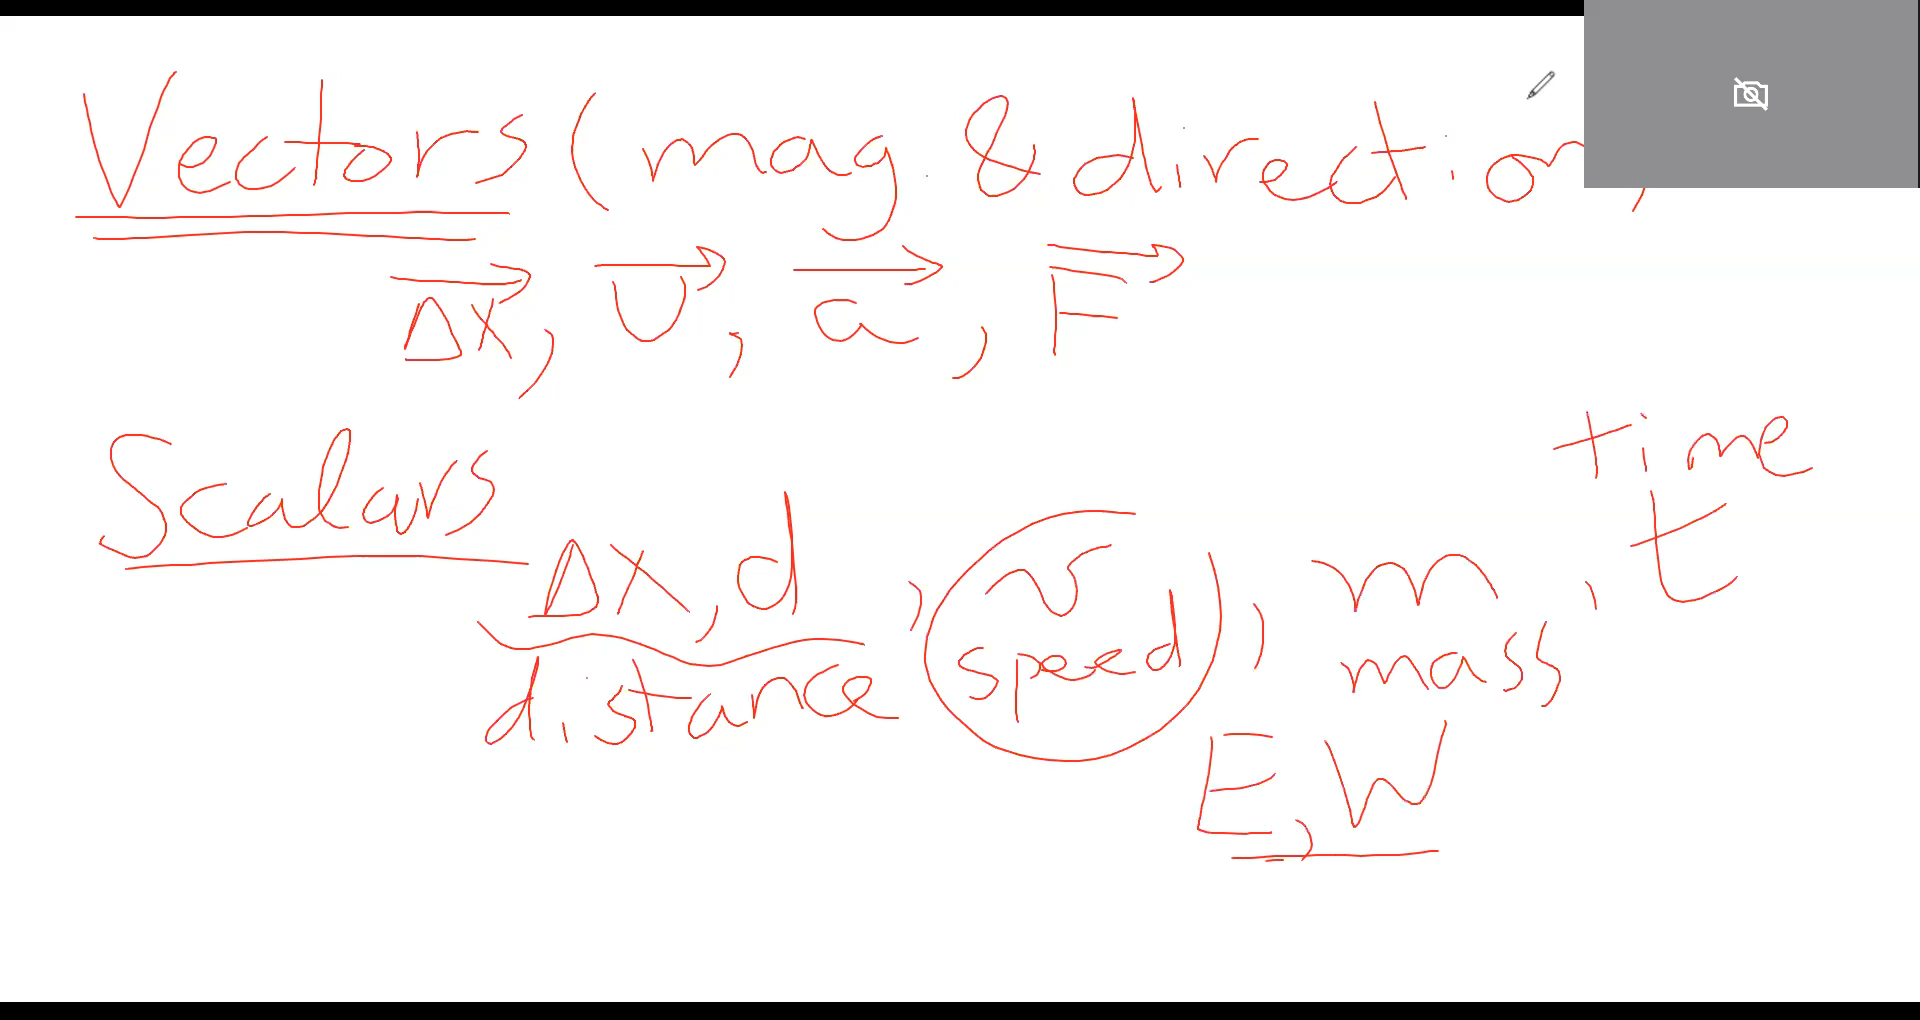 Vectors (mag. & direction)
Δx⃗, v⃗, a⃗, F⃗
Scalars
time
Δx, d, v, m, t
distance speed mass
E, W